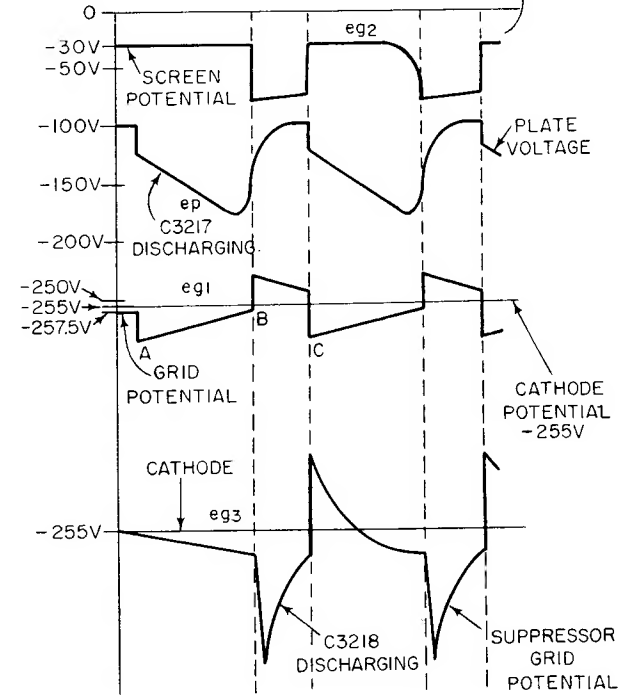 0
eg2
-30V
-50V
SCREEN
POTENTIAL
-100V
PLATE
VOLTAGE
-150V
ep
C3217
DISCHARGING.
-200V
-250V
eg1
-255V
-257.5V
B
A
IC
GRID
POTENTIAL
CATHODE
POTENTIAL
-255V
CATHODE
eg3
-255V
C3218
DISCHARGING
SUPPRESSOR
GRID
POTENTIAL